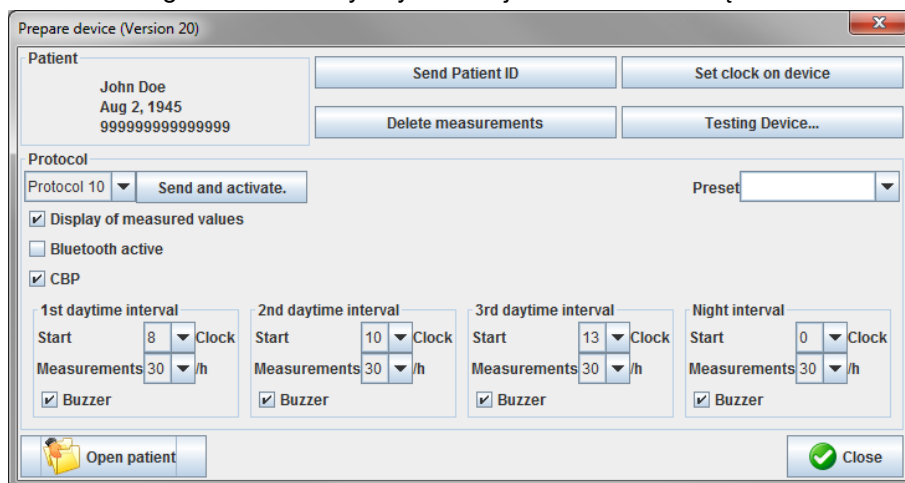 Prepare device (Version 20)
Patient
John Doe
Aug 2, 1945
999999999999999
Send Patient ID
Set clock on device
Delete measurements
Testing Device...
Protocol
Protocol 10
Send and activate.
Preset
Display of measured values
Bluetooth active
CBP
1st daytime interval
Start 8 Clock
Measurements 30 /h
Buzzer
2nd daytime interval
Start 10 Clock
Measurements 30 /h
Buzzer
3rd daytime interval
Start 13 Clock
Measurements 30 /h
Buzzer
Night interval
Start 0 Clock
Measurements 30 /h
Buzzer
Open patient
Close